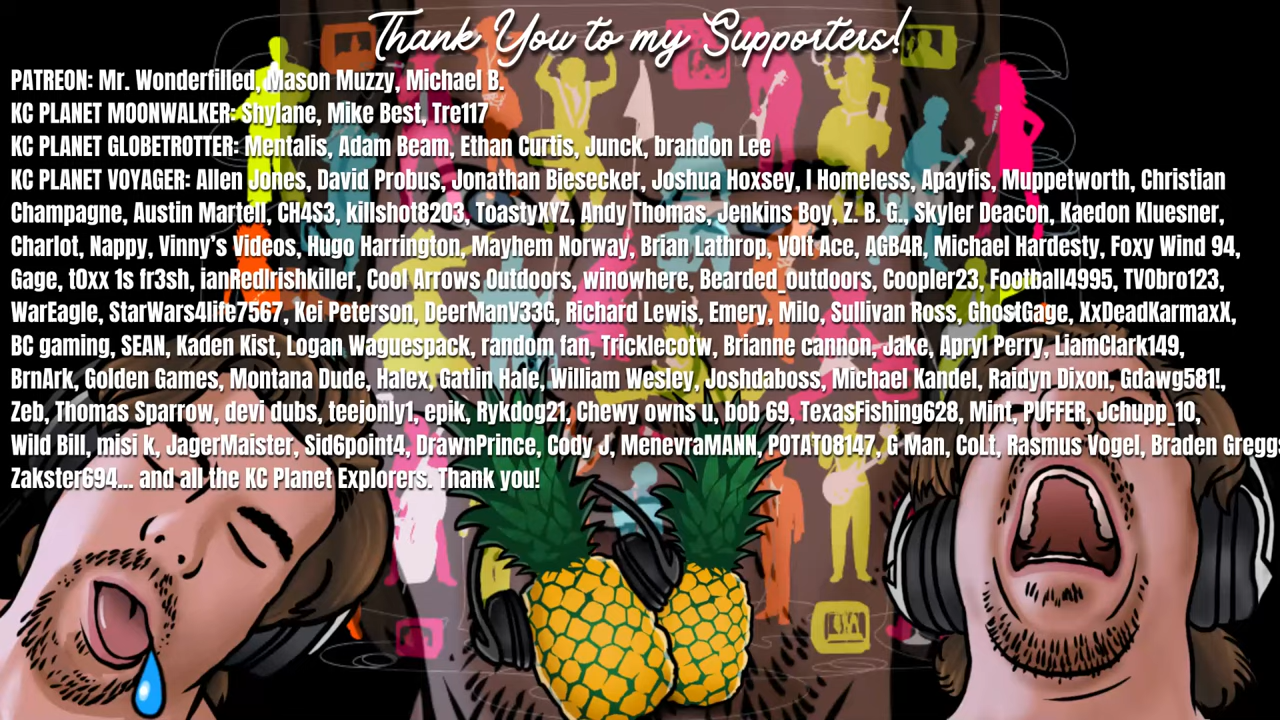 Thank You to my Supporters!
PATREON: Mr. Wonderfilled, Mason Muzzy, Michael B.
KC PLANET MOONWALKER: Shylane, Mike Best, Tre117
KC PLANET GLOBETROTTER: Mentalis, Adam Beam, Ethan Curtis, Junck, brandon Lee
KC PLANET VOYAGER: Allen Jones, David Probus, Jonathan Biesecker, Joshua Hoxsey, I Homeless, Apayfis, Muppetworth, Christian
Champagne, Austin Martell, CH4S3, killshot8203, ToastyXYZ, Andy Thomas, Jenkins Boy, Z. B. G., Skyler Deacon, Kaedon Kluesner,
Charlot, Nappy, Vinny's Videos, Hugo Harrington, Mayhem Norway, Brian Lathrop, V0lt Ace, AGB4R, Michael Hardesty, Foxy Wind 94,
Gage, t0xx 1s fr3sh, ianRedIrishkiller, Cool Arrows Outdoors, winowhere, Bearded_outdoors, Coopler23, Football4995, TV0bro123,
WarEagle, StarWars4life7567, Kei Peterson, DeerManV33G, Richard Lewis, Emery, Milo, Sullivan Ross, GhostGage, XxDeadKarmaxX,
BC gaming, SEAN, Kaden Kist, Logan Waguespack, random fan, Tricklecotw, Brianne cannon, Jake, Apryl Perry, LiamClark149,
BrnArk, Golden Games, Montana Dude, Halex, Gatlin Hale, William Wesley, Joshdaboss, Michael Kandel, Raidyn Dixon, Gdawg581!,
Zeb, Thomas Sparrow, devi dubs, teejonly1, epik, Rykdog21, Chewy owns u, bob 69, TexasFishing628, Mint, PUFFER, Jchupp_10,
Wild Bill, misi k, JagerMaister, Sid6point4, DrawnPrince, Cody J, MenevraMANN, POTATO8147, G Man, CoLt, Rasmus Vogel, Braden Greggs
Zakster694... and all the KC Planet Explorers. Thank you!